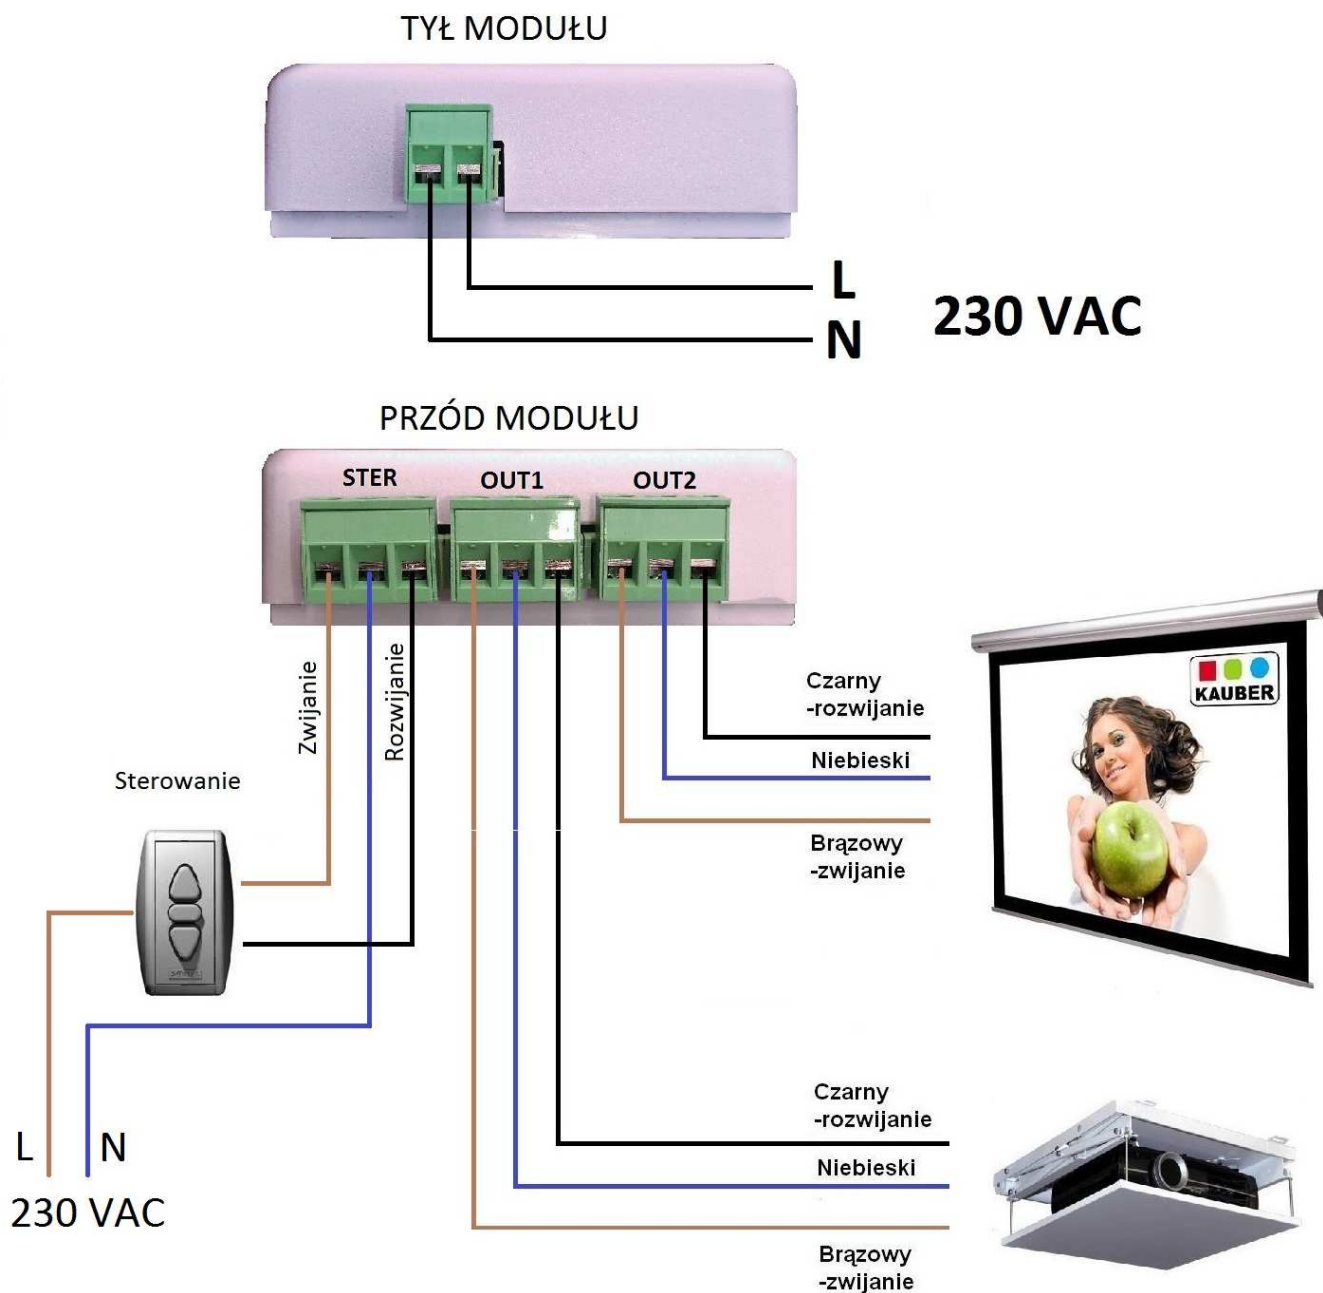 TYŁ MODUŁU
L
N
230 VAC
PRZÓD MODUŁU
STER
OUT1
OUT2
Zwijanie
Rozwijanie
Sterowanie
KAUBER
Czarny
-rozwijanie
Niebieski
Brązowy
-zwijanie
Czarny
-rozwijanie
Niebieski
Brązowy
-zwijanie
L
N
230 VAC